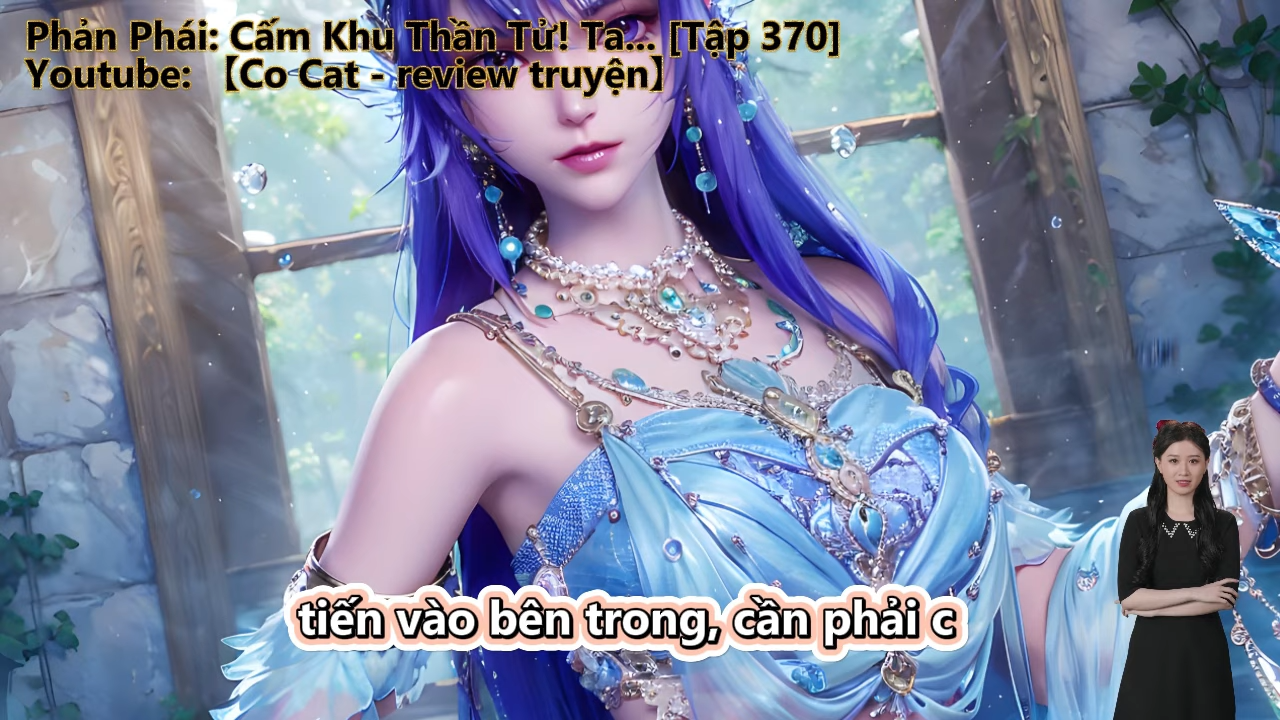 Phản Phái: Cấm Khu Thần Tử! Ta... [Tập 370]
Youtube: 【Co Cat - review truyện】
tiến vào bên trong, cần phải c